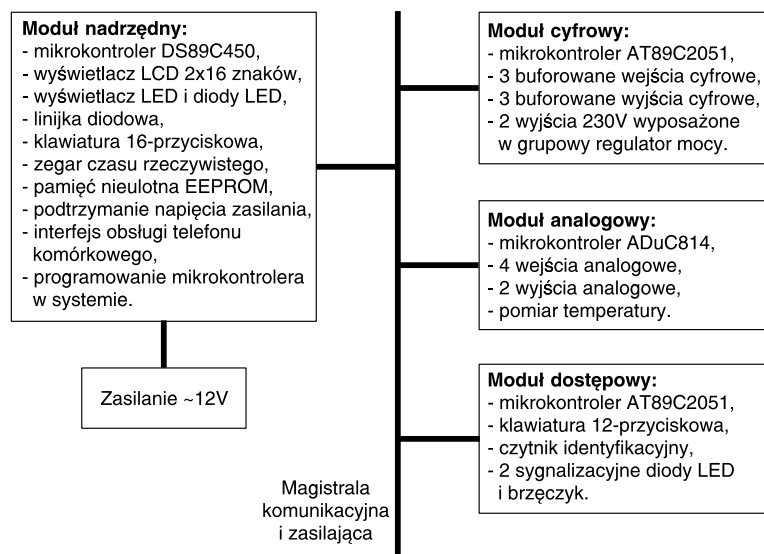 Moduł nadrzędny:
- mikrokontroler DS89C450,
- wyświetlacz LCD 2x16 znaków,
- wyświetlacz LED i diody LED,
- linijka diodowa,
- klawiatura 16-przyciskowa,
- zegar czasu rzeczywistego,
- pamięć nieulotna EEPROM,
- podtrzymanie napięcia zasilania,
- interfejs obsługi telefonu
komórkowego,
- programowanie mikrokontrolera
w systemie.
Zasilanie ~12V
Magistrala
komunikacyjna
i zasilająca
Moduł cyfrowy:
- mikrokontroler AT89C2051,
- 3 buforowane wejścia cyfrowe,
- 3 buforowane wyjścia cyfrowe,
- 2 wyjścia 230V wyposażone
w grupowy regulator mocy.
Moduł analogowy:
- mikrokontroler ADuC814,
- 4 wejścia analogowe,
- 2 wyjścia analogowe,
- pomiar temperatury.
Moduł dostępowy:
- mikrokontroler AT89C2051,
- klawiatura 12-przyciskowa,
- czytnik identyfikacyjny,
- 2 sygnalizacyjne diody LED
i brzęczyk.